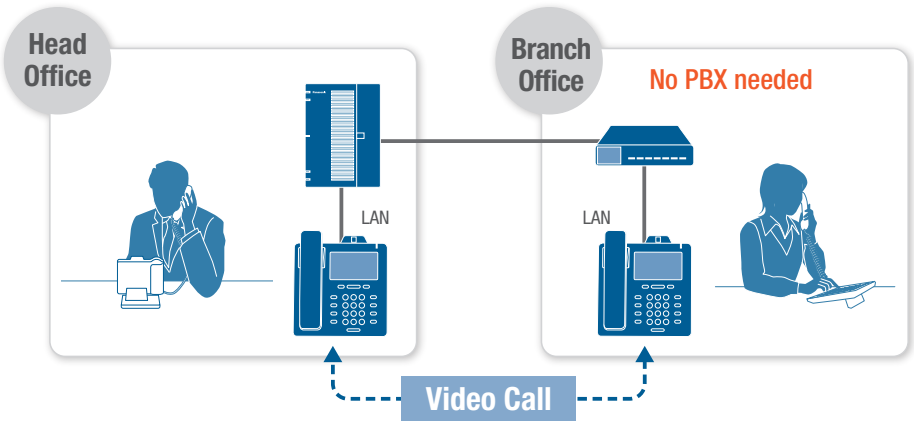 Head
Office
Branch
Office
No PBX needed
LAN
LAN
Video Call